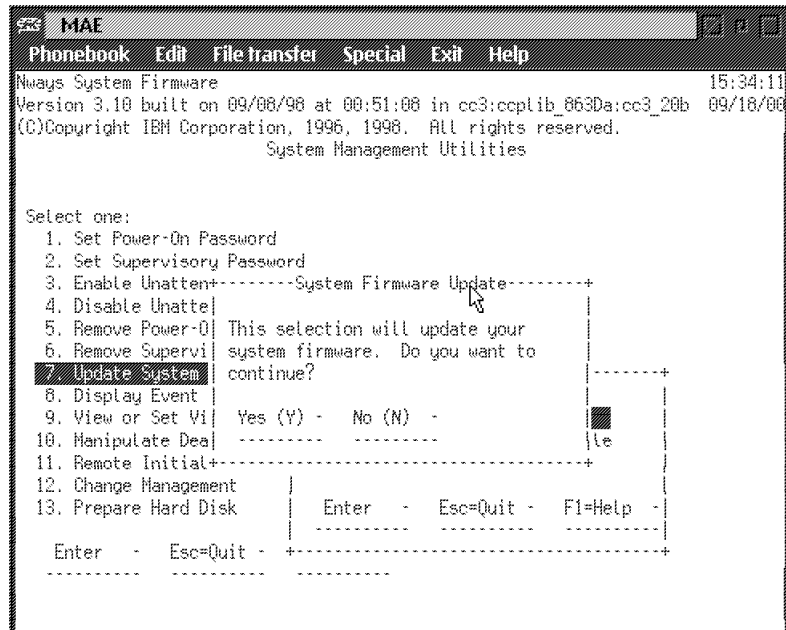 MAE
Phonebook Edit File transfer Special Exit Help
Nways System Firmware 15:34:11
Version 3.10 built on 09/08/98 at 00:51:08 in cc3:ccplib_863Da:cc3_20b 09/18/00
(C)Copyright IBM Corporation, 1996, 1998. All rights reserved.
System Management Utilities
Select one:
1. Set Power-On Password
2. Set Supervisory Password
3. Enable Unatten+--------System Firmware Update--------+
4. Disable Unatte|
5. Remove Power-O| This selection will update your
6. Remove Supervi| system firmware. Do you want to
7. Update System | continue? |-------+
8. Display Event |
9. View or Set Vi| Yes (Y) - No (N) -
10. Manipulate Dea| --------- --------- |le |
11. Remote Initial+--------------------------------------+
12. Change Management
13. Prepare Hard Disk | Enter - Esc=Quit - F1=Help -|
Enter - Esc=Quit -